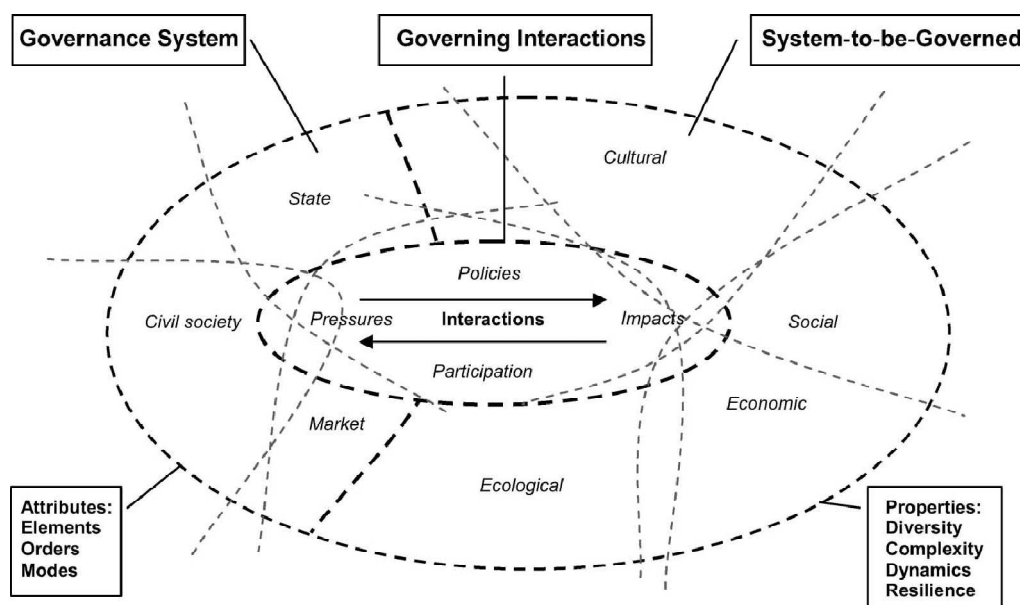 Governance System
Governing Interactions
System-to-be-Governed
Cultural
State
Policies
Civil society
Pressures
Interactions
Impacts
Social
Participation
Economic
Market
Ecological
Attributes:
Elements
Orders
Modes
Properties:
Diversity
Complexity
Dynamics
Resilience